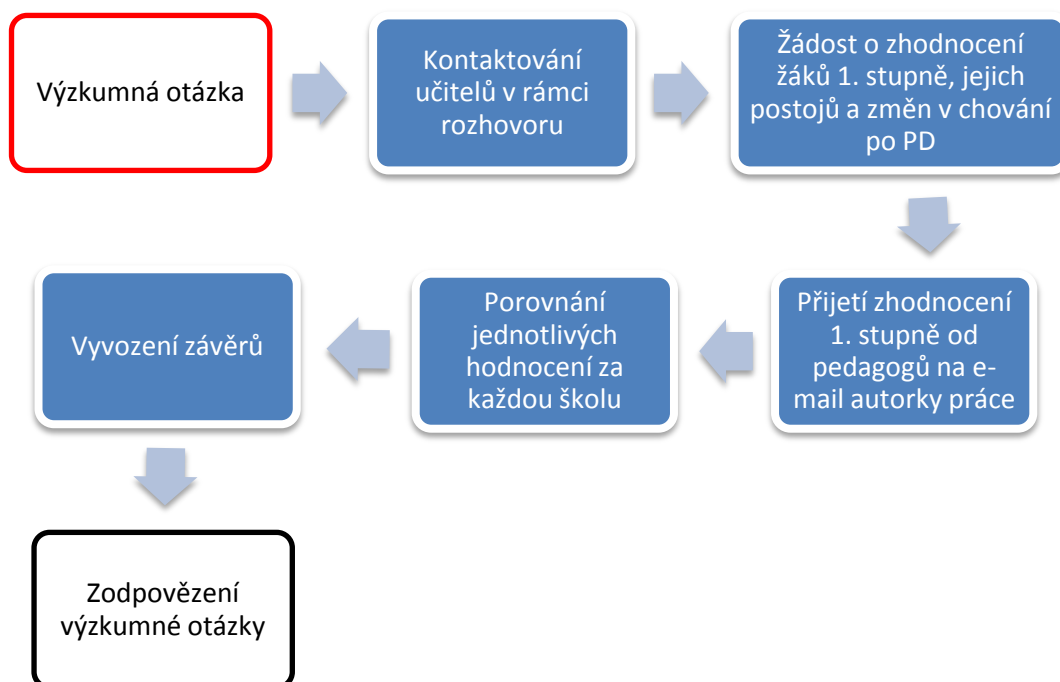 Výzkumná otázka
Kontaktování
učitelů v rámci
rozhovoru
Žádost o zhodnocení
žáků 1. stupně, jejich
postojů a změn v chování
po PD
Přijetí zhodnocení
1. stupně od
pedagogů na e-
mail autorky práce
Porovnání
jednotlivých
hodnocení za
každou školu
Vyvození závěrů
Zodpovězení
výzkumné otázky